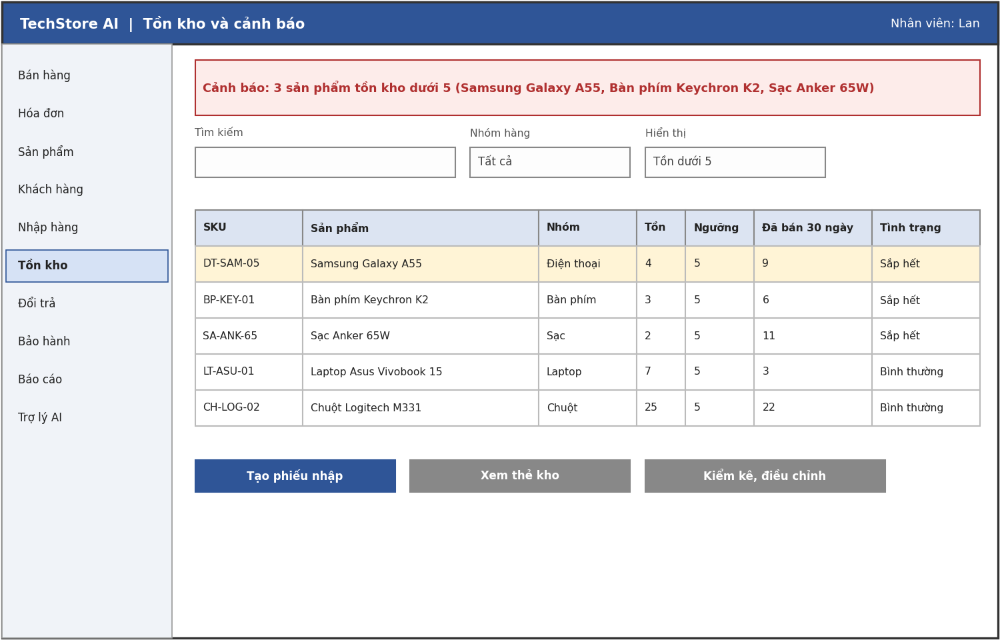 TechStore AI | Tồn kho và cảnh báo
Nhân viên: Lan
Bán hàng
Hóa đơn
Sản phẩm
Khách hàng
Nhập hàng
Tồn kho
Đổi trả
Bảo hành
Báo cáo
Trợ lý AI
Cảnh báo: 3 sản phẩm tồn kho dưới 5 (Samsung Galaxy A55, Bàn phím Keychron K2, Sạc Anker 65W)
Tìm kiếm
Nhóm hàng
Hiển thị
Tất cả
Tồn dưới 5
SKU Sản phẩm Nhóm Tồn Ngưỡng Đã bán 30 ngày Tình trạng
DT-SAM-05 Samsung Galaxy A55 Điện thoại 4 5 9 Sắp hết
BP-KEY-01 Bàn phím Keychron K2 Bàn phím 3 5 6 Sắp hết
SA-ANK-65 Sạc Anker 65W Sạc 2 5 11 Sắp hết
LT-ASU-01 Laptop Asus Vivobook 15 Laptop 7 5 3 Bình thường
CH-LOG-02 Chuột Logitech M331 Chuột 25 5 22 Bình thường
Tạo phiếu nhập
Xem thẻ kho
Kiểm kê, điều chỉnh